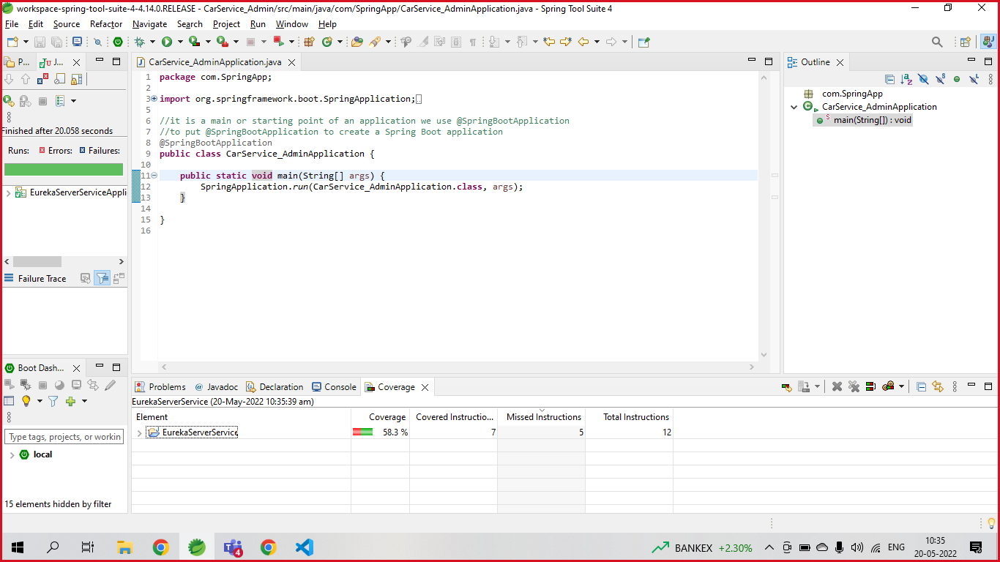 workspace-spring-tool-suite-4-4.14.0.RELEASE - CarService_Admin/src/main/java/com/SpringApp/CarService_AdminApplication.java - Spring Tool Suite 4
File Edit Source Refactor Navigate Search Project Run Window Help
P...
J...
Finished after 20.058 seconds
Runs: Errors: Failures:
EurekaServerServiceAppli
Failure Trace
Boot Dash...
Type tags, projects, or workin
local
15 elements hidden by filter
CarService_AdminApplication.java
1 package com.SpringApp;
2
3 import org.springframework.boot.SpringApplication;
5
6 //it is a main or starting point of an application we use @SpringBootApplication
7 //to put @SpringBootApplication to create a Spring Boot application
8 @SpringBootApplication
9 public class CarService_AdminApplication {
10
11 public static void main(String[] args) {
12 SpringApplication.run(CarService_AdminApplication.class, args);
13 }
14
15 }
16
Outline
com.SpringApp
CarService_AdminApplication
main(String[]) : void
Problems @ Javadoc Declaration Console Coverage
EurekaServerService (20-May-2022 10:35:39 am)
Element Coverage Covered Instructio... Missed Instructions Total Instructions
EurekaServerService 58.3 % 7 5 12
4
BANKEX +2.30%
ENG
10:35
20-05-2022